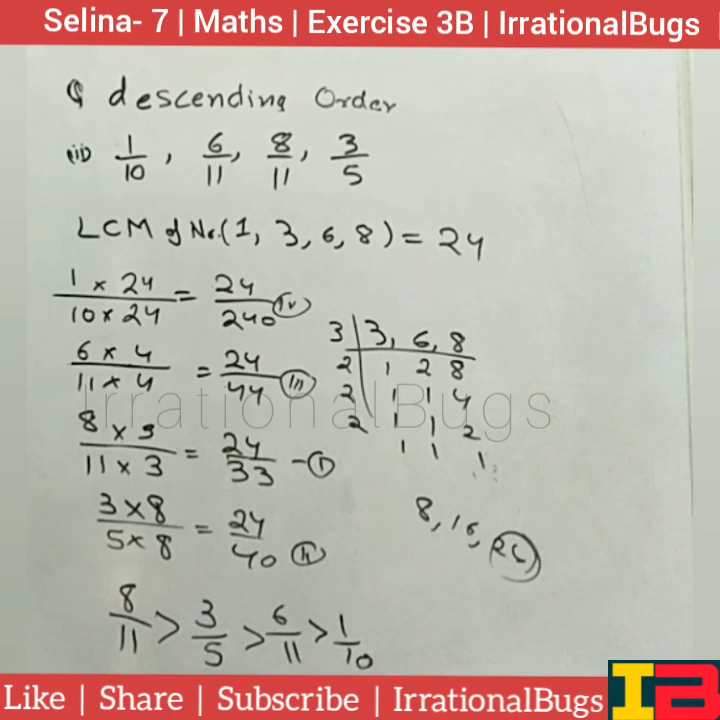 Selina- 7 | Maths | Exercise 3B | IrrationalBugs
Q descending Order
(ii) 1/10, 6/11, 8/11, 3/5
LCM of Nr.(1, 3, 6, 8) = 24
1 × 24 / 10 × 24 = 24/240 (iv)
6 × 4 / 11 × 4 = 24/44 (iii)
8 × 3 / 11 × 3 = 24/33 - (i)
3 × 8 / 5 × 8 = 24/40 (ii)
3 | 3, 6, 8
2 | 1 2 8
2 | 1 1 4
2 | 1 1 2
1 1 1
8, 16, 24
8/11 > 3/5 > 6/11 > 1/10
IrrationalBugs
Like | Share | Subscribe | IrrationalBugs
IB